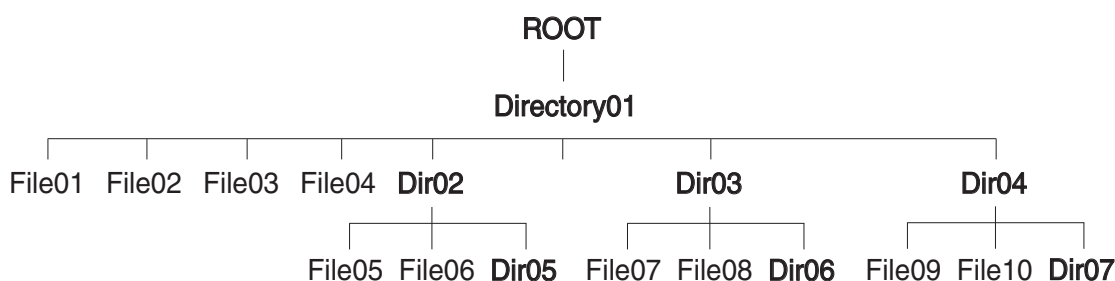 ROOT
Directory01
File01 File02 File03 File04 Dir02 Dir03 Dir04
File05 File06 Dir05 File07 File08 Dir06 File09 File10 Dir07